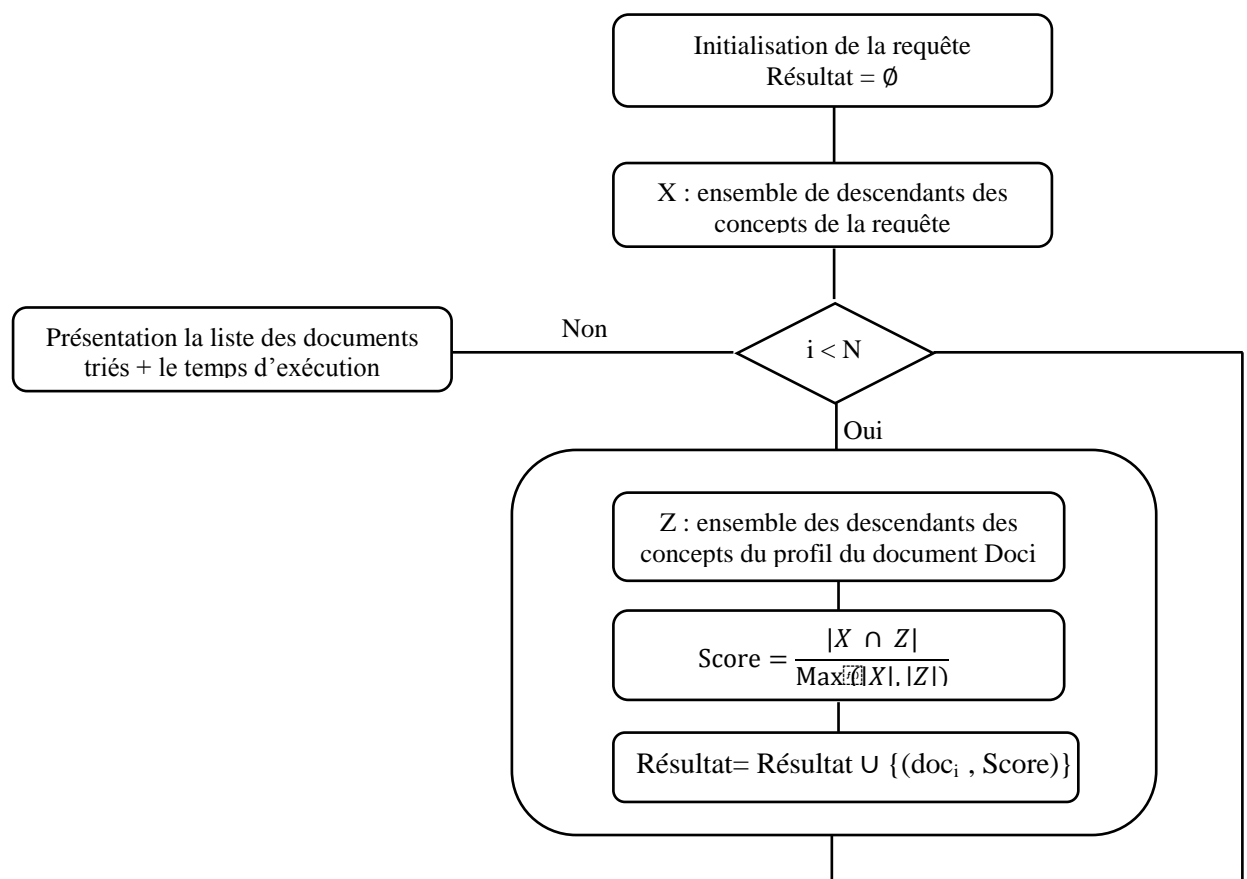 Initialisation de la requête
Résultat = ∅
X : ensemble de descendants des
concepts de la requête
Présentation la liste des documents
triés + le temps d’exécution
Non
i < N
Oui
Z : ensemble des descendants des
concepts du profil du document Doci
Score = |X ∩ Z|
Max(|X|, |Z|)
Résultat= Résultat ∪ {(doci , Score)}